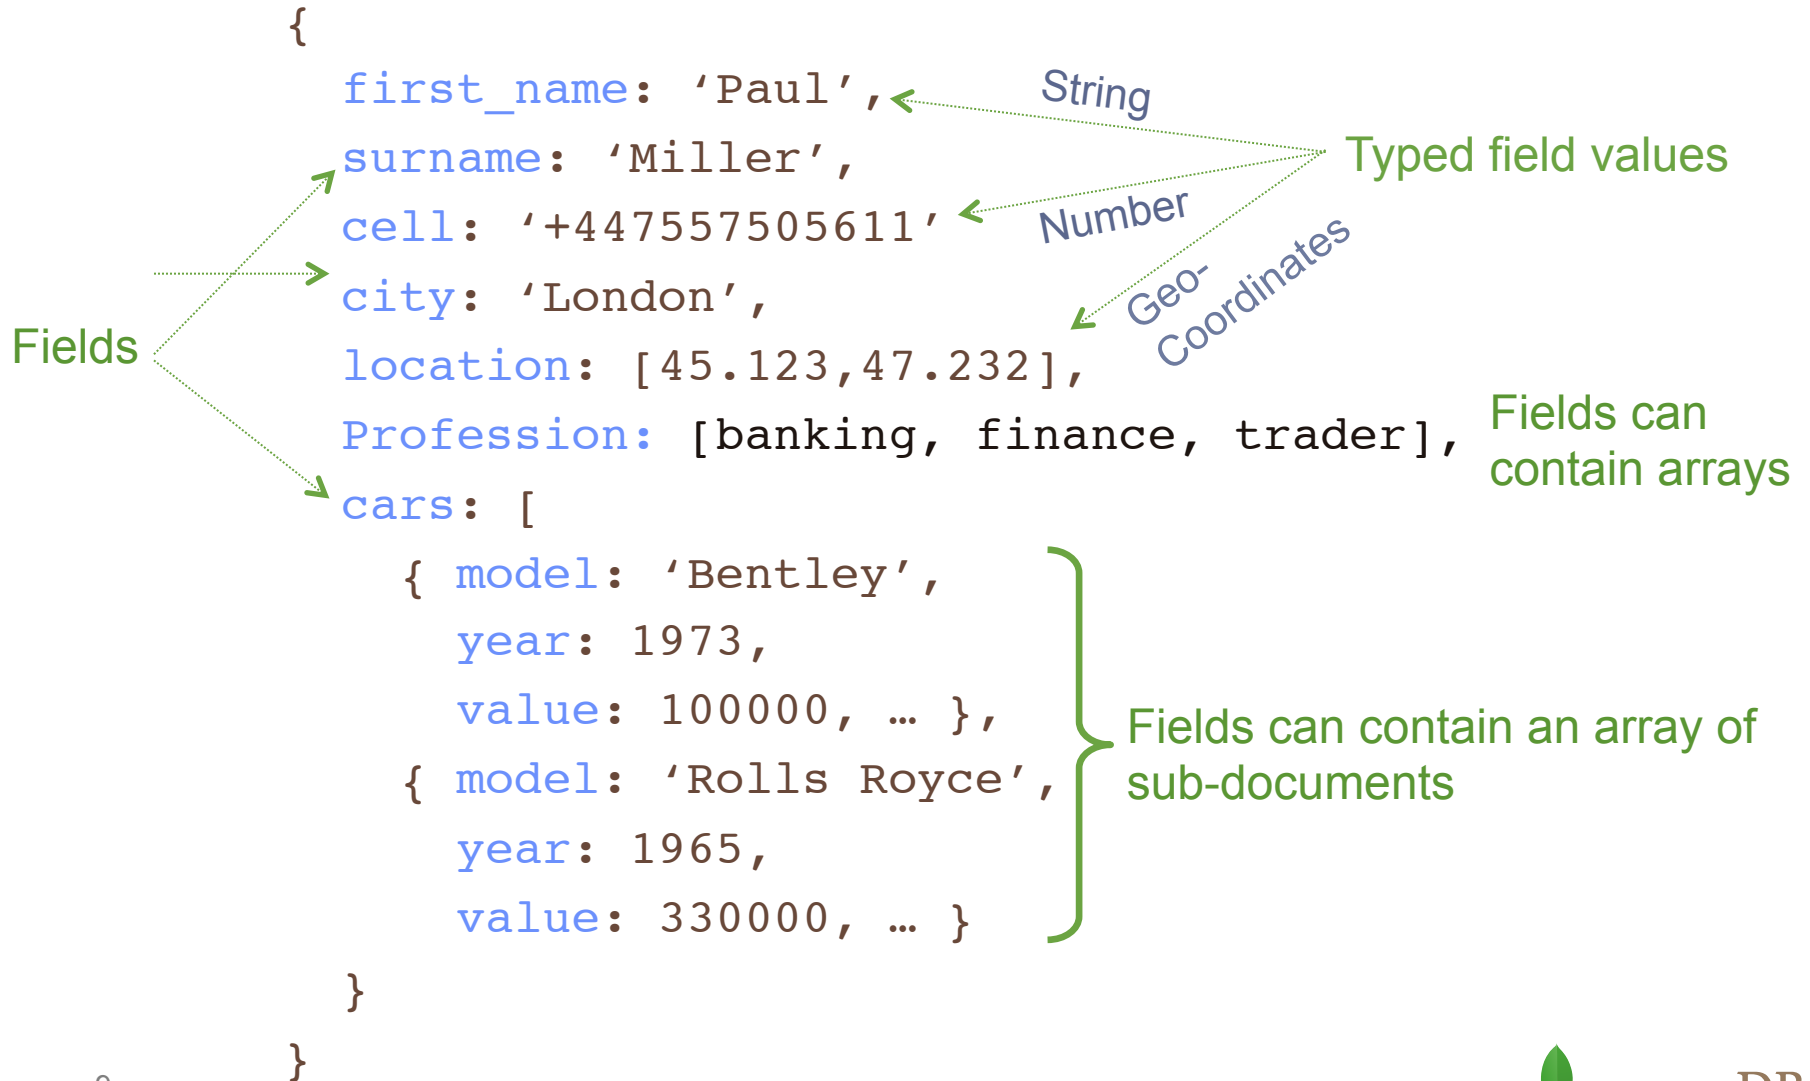 {
first_name: ‘Paul’,
String
surname: ‘Miller’,
Typed field values
cell: ‘+447557505611’
Number
city: ‘London’,
Geo-
Coordinates
Fields
location: [45.123,47.232],
Profession: [banking, finance, trader],
Fields can
contain arrays
cars: [
{ model: ‘Bentley’,
year: 1973,
value: 100000, … },
Fields can contain an array of
sub-documents
{ model: ‘Rolls Royce’,
year: 1965,
value: 330000, … }
}
}